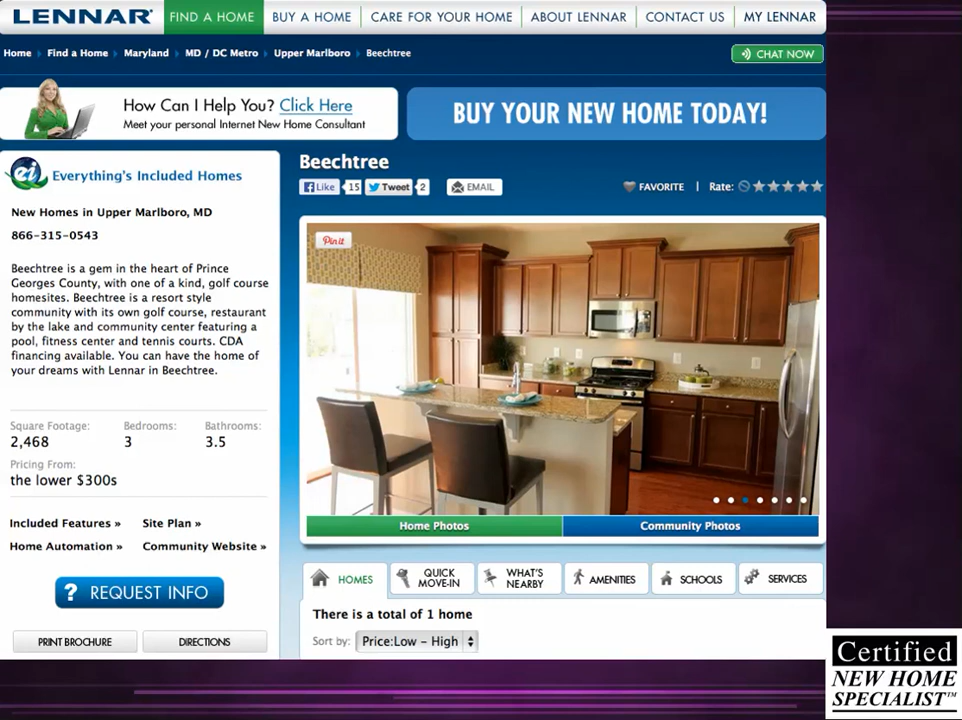 LENNAR®
FIND A HOME
BUY A HOME
CARE FOR YOUR HOME
ABOUT LENNAR
CONTACT US
MY LENNAR
Home
Find a Home
Maryland
MD / DC Metro
Upper Marlboro
Beechtree
CHAT NOW
How Can I Help You? Click Here
Meet your personal Internet New Home Consultant
BUY YOUR NEW HOME TODAY!
ei Everything's Included Homes
New Homes in Upper Marlboro, MD
866-315-0543
Beechtree is a gem in the heart of Prince
Georges County, with one of a kind, golf course
homesites. Beechtree is a resort style
community with its own golf course, restaurant
by the lake and community center featuring a
pool, fitness center and tennis courts. CDA
financing available. You can have the home of
your dreams with Lennar in Beechtree.
Square Footage: Bedrooms: Bathrooms:
2,468 3 3.5
Pricing From:
the lower $300s
Included Features » Site Plan »
Home Automation » Community Website »
? REQUEST INFO
PRINT BROCHURE
DIRECTIONS
Beechtree
Like 15 Tweet 2 EMAIL
FAVORITE Rate:
Pin it
Home Photos
Community Photos
HOMES
QUICK
MOVE-IN
WHAT'S
NEARBY
AMENITIES
SCHOOLS
SERVICES
There is a total of 1 home
Sort by: Price:Low - High
Certified
NEW HOME
SPECIALIST™